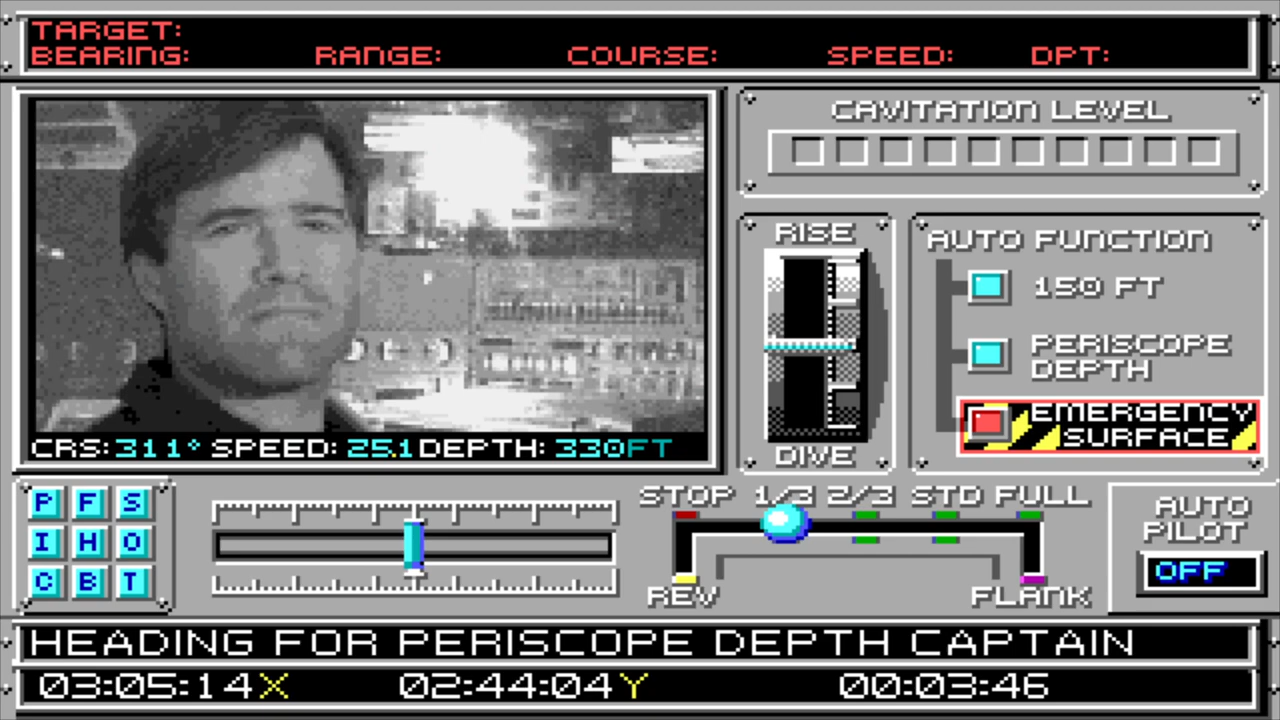 TARGET:
BEARING: RANGE: COURSE: SPEED: DPT:
CAVITATION LEVEL
RISE
DIVE
AUTO FUNCTION
150 FT
PERISCOPE
DEPTH
EMERGENCY
SURFACE
CRS:311° SPEED: 25.1 DEPTH: 330FT
P F S
I H O
C B T
STOP 1/3 2/3 STD FULL
REV FLANK
AUTO
PILOT
OFF
HEADING FOR PERISCOPE DEPTH CAPTAIN
03:05:14X 02:44:04Y 00:03:46